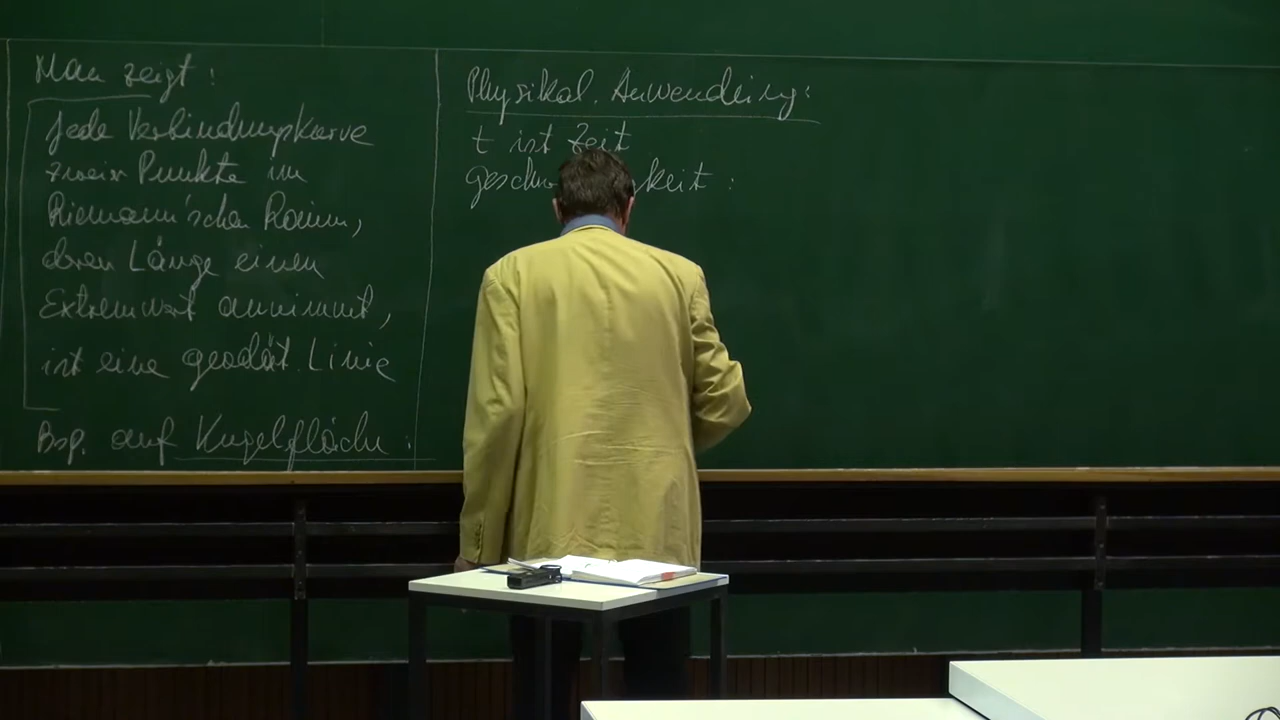 Man zeigt:
Jede Verbindungskurve
zweier Punkte im
Riemann'schen Raum,
deren Länge einen
Extremwert annimmt,
ist eine geodät. Linie
Bsp. auf Kugelfläche:
Physikal. Anwendung:
t ist Zeit